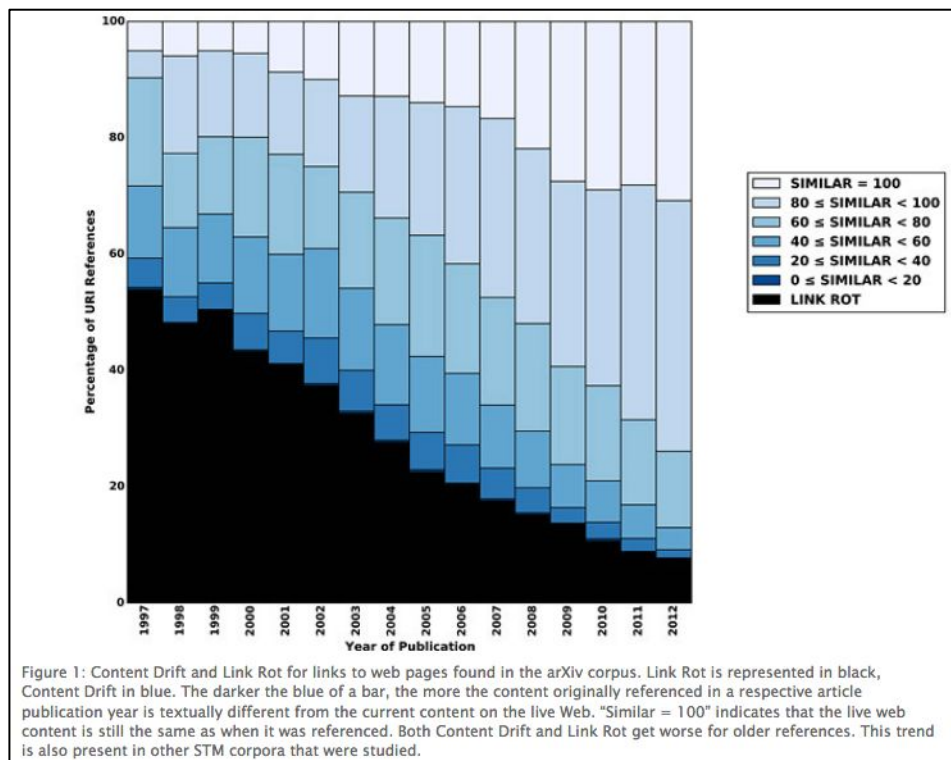 100
80
60
40
20
0
Percentage of URI References
1997 1998 1999 2000 2001 2002 2003 2004 2005 2006 2007 2008 2009 2010 2011 2012
Year of Publication
SIMILAR = 100
80 ≤ SIMILAR < 100
60 ≤ SIMILAR < 80
40 ≤ SIMILAR < 60
20 ≤ SIMILAR < 40
0 ≤ SIMILAR < 20
LINK ROT
Figure 1: Content Drift and Link Rot for links to web pages found in the arXiv corpus. Link Rot is represented in black,
Content Drift in blue. The darker the blue of a bar, the more the content originally referenced in a respective article
publication year is textually different from the current content on the live Web. "Similar = 100" indicates that the live web
content is still the same as when it was referenced. Both Content Drift and Link Rot get worse for older references. This trend
is also present in other STM corpora that were studied.